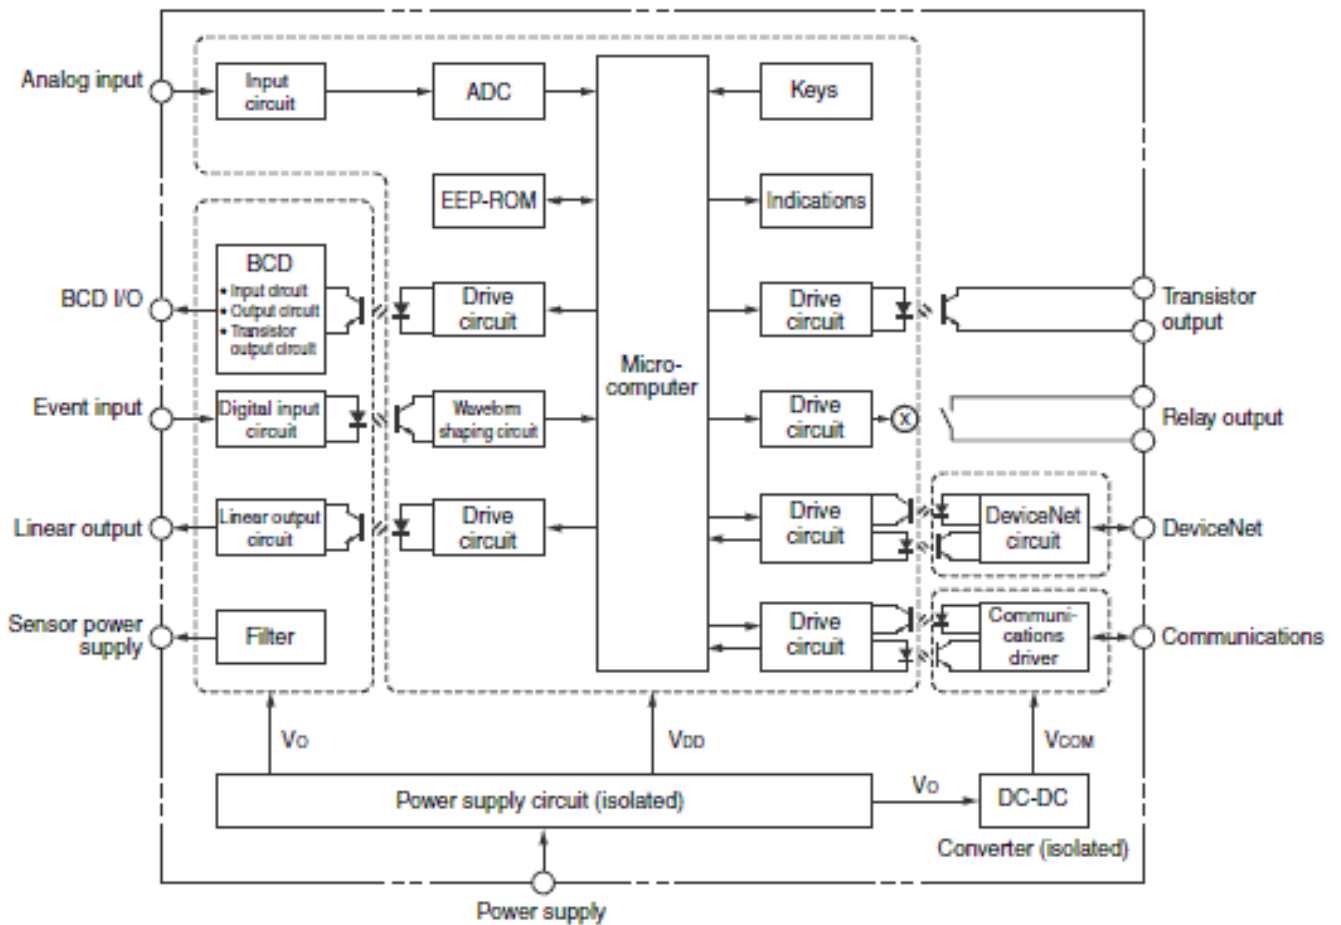 Analog input
Input
circuit
ADC
Keys
EEP-ROM
Indications
BCD I/O
BCD
• Input circuit
• Output circuit
• Transistor
output circuit
Drive
circuit
Micro-
computer
Drive
circuit
Transistor
output
Event input
Digital input
circuit
Waveform
shaping circuit
Drive
circuit
X
Relay output
Linear output
Linear output
circuit
Drive
circuit
Drive
circuit
DeviceNet
circuit
DeviceNet
Sensor power
supply
Filter
Drive
circuit
Communi-
cations
driver
Communications
VO
VDD
VCOM
Power supply circuit (isolated)
VO
DC-DC
Converter (isolated)
Power supply